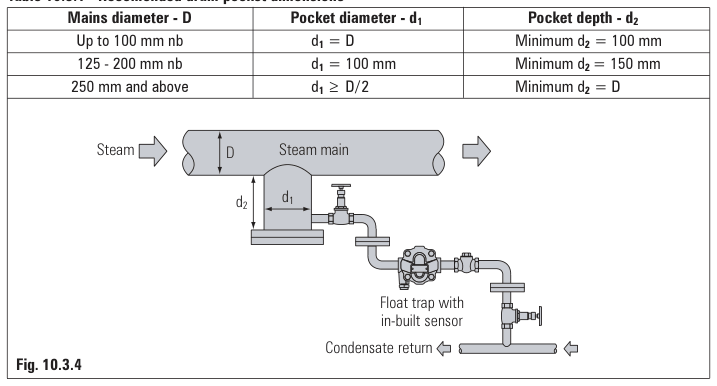 Table 10.3.1 - Recomended drain pocket dimensions
Mains diameter - D Pocket diameter - d₁ Pocket depth - d₂
Up to 100 mm nb d₁ = D Minimum d₂ = 100 mm
125 - 200 mm nb d₁ = 100 mm Minimum d₂ = 150 mm
250 mm and above d₁ ≥ D/2 Minimum d₂ = D
Steam
D
Steam main
d₂
d₁
Float trap with
in-built sensor
Condensate return
Fig. 10.3.4